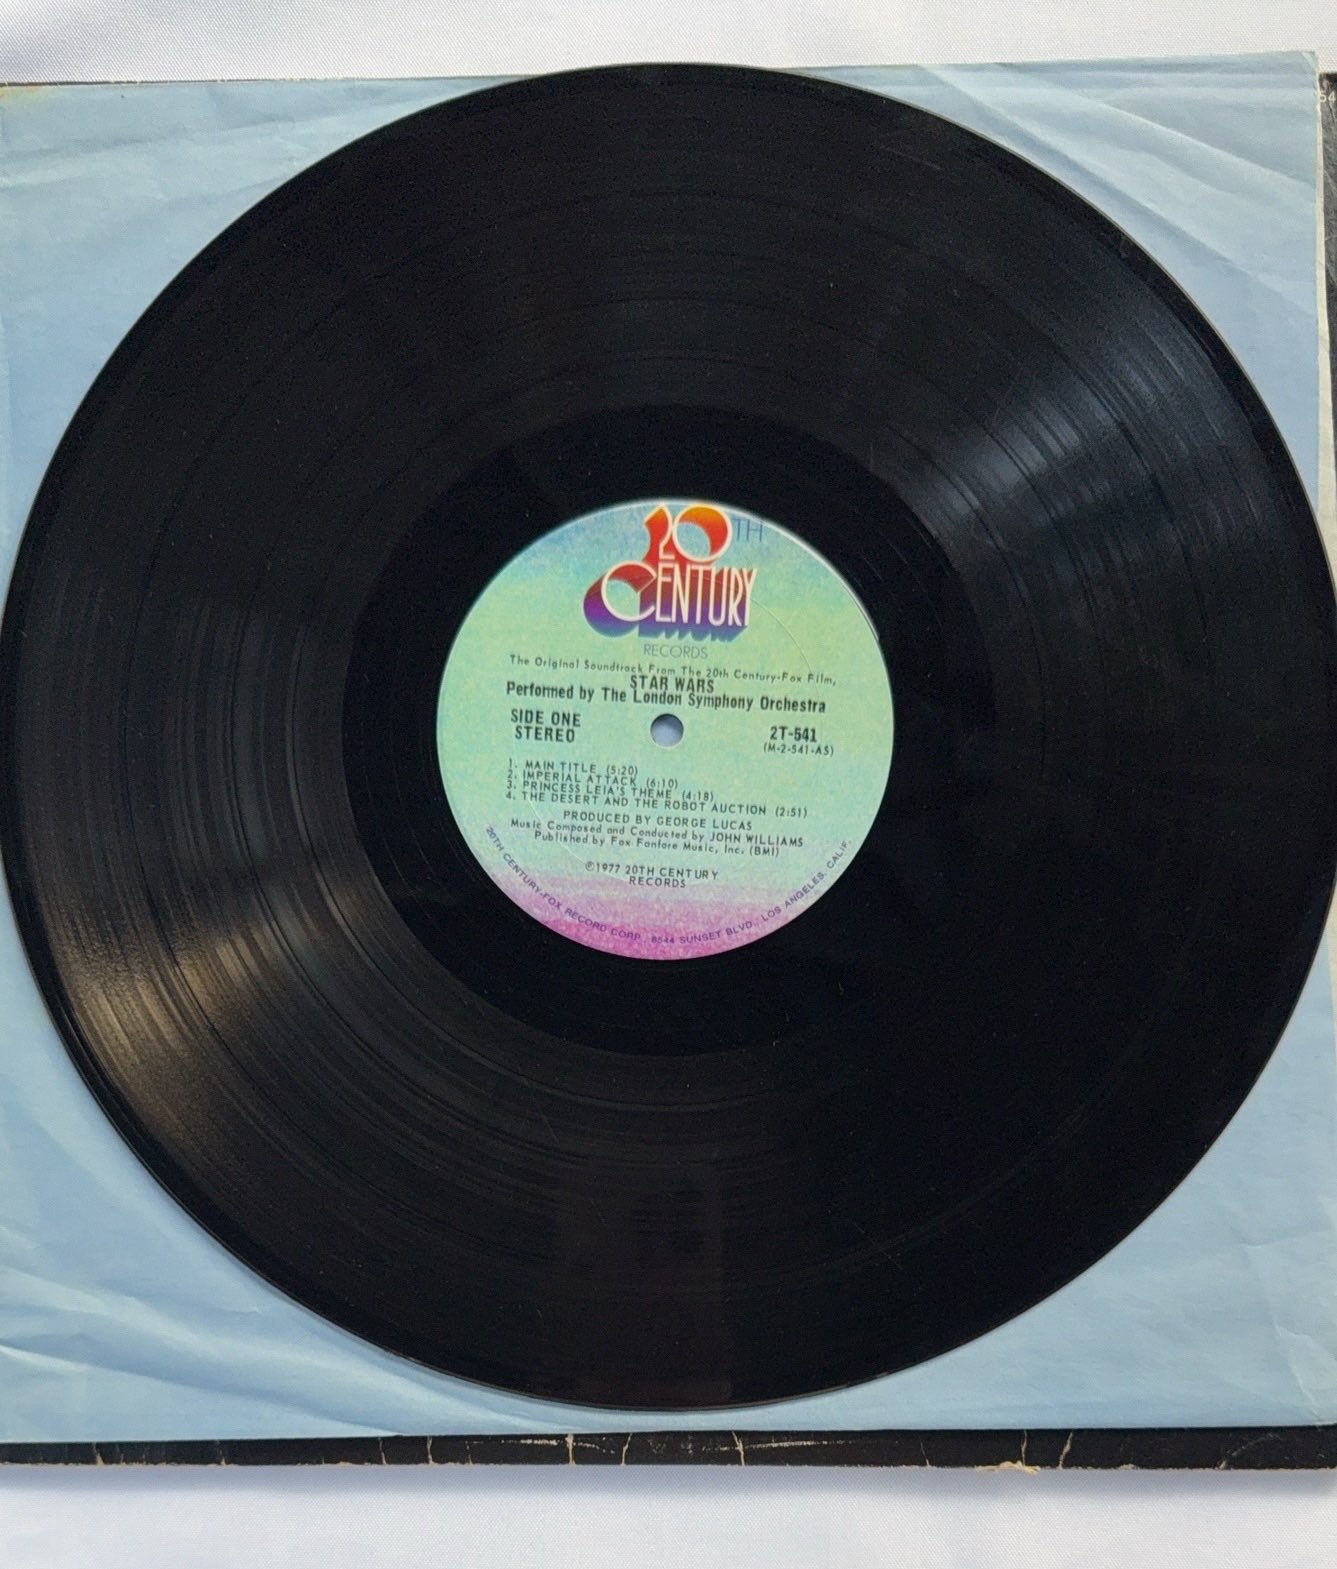 20TH
CENTURY
RECORDS
The Original Soundtrack From The 20th Century-Fox Film,
STAR WARS
Performed by The London Symphony Orchestra
SIDE ONE
STEREO
2T-541
(M-2-541-AS)
1. MAIN TITLE (5:20)
2. IMPERIAL ATTACK (6:10)
3. PRINCESS LEIA'S THEME (4:18)
4. THE DESERT AND THE ROBOT AUCTION (2:51)
PRODUCED BY GEORGE LUCAS
Music Composed and Conducted by JOHN WILLIAMS
Published by Fox Fanfare Music, Inc. (BMI)
℗1977 20TH CENTURY
RECORDS
20TH CENTURY-FOX RECORD CORP., 8544 SUNSET BLVD., LOS ANGELES, CALIF.